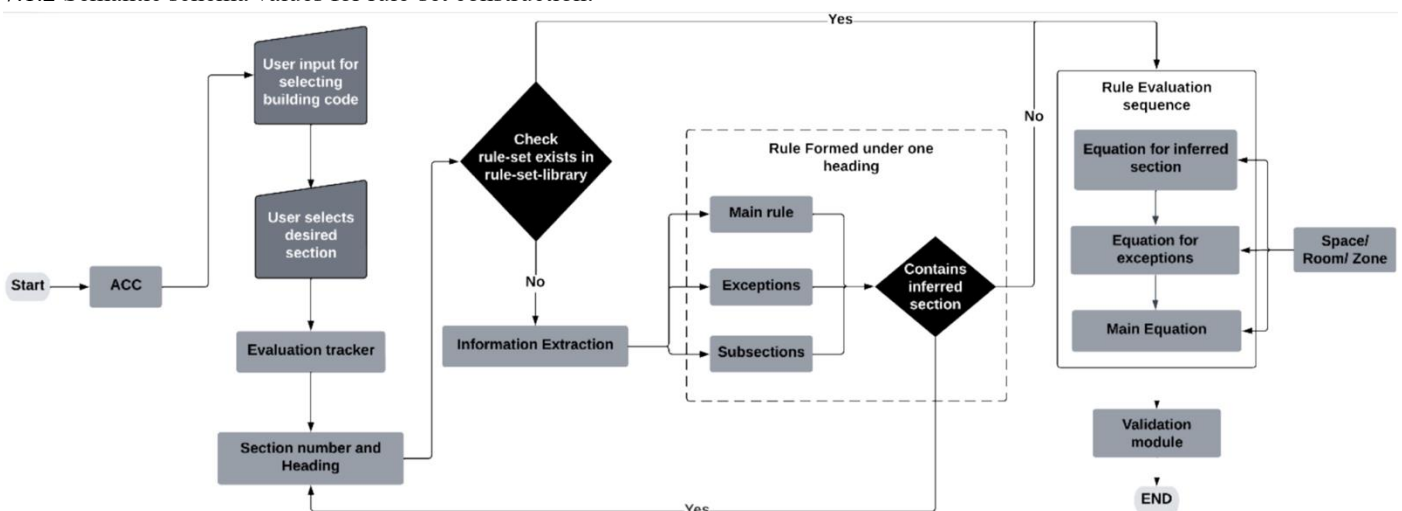 Yes
User input for
selecting
building code
Check
rule-set exists in
rule-set-library
No
Rule Evaluation
sequence
Rule Formed under one
heading
Equation for inferred
section
User selects
desired
section
Main rule
Equation for
exceptions
Space/
Room/ Zone
Start
ACC
Exceptions
Contains
inferred
section
No
Information Extraction
Subsections
Main Equation
Evaluation tracker
Section number and
Heading
Validation
module
Yes
END